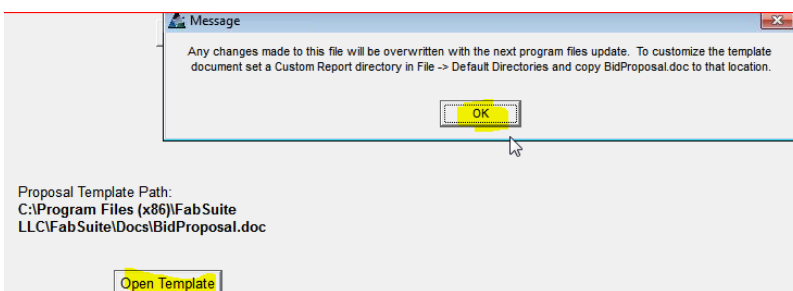 Message
Any changes made to this file will be overwritten with the next program files update. To customize the template
document set a Custom Report directory in File -> Default Directories and copy BidProposal.doc to that location.
OK
Proposal Template Path:
C:\Program Files (x86)\FabSuite
LLC\FabSuite\Docs\BidProposal.doc
Open Template